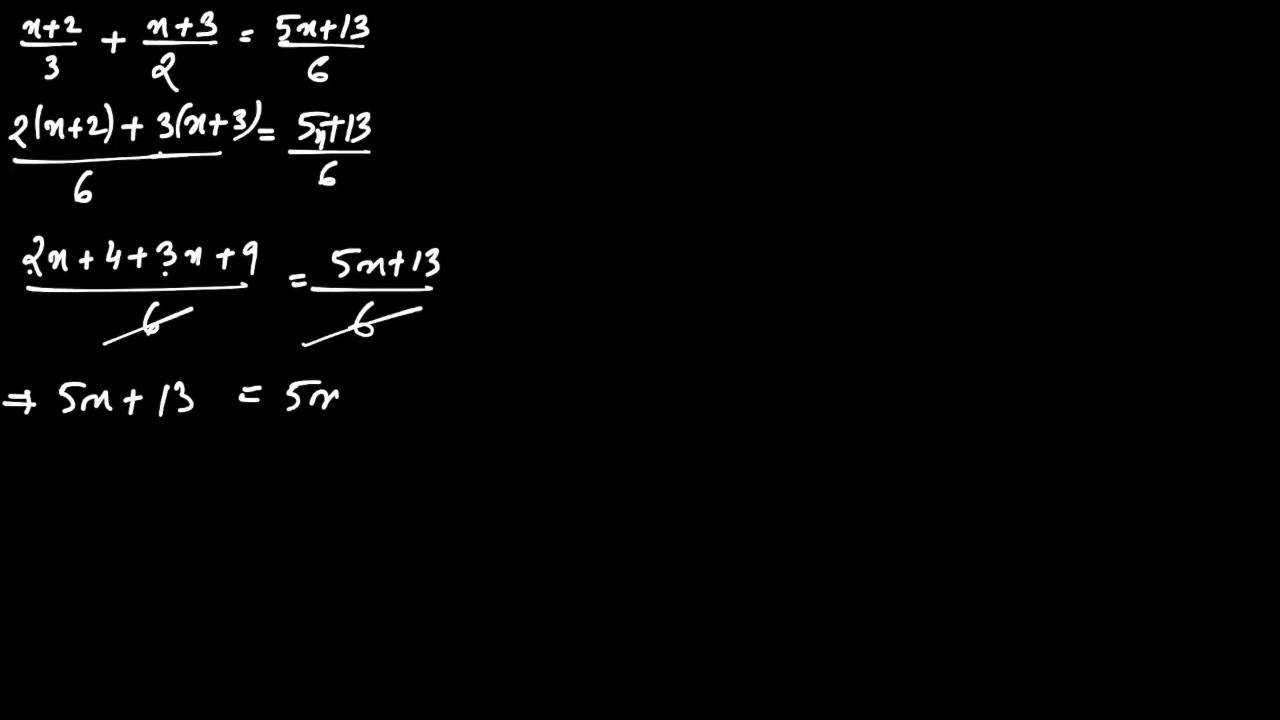 x+2/3 + x+3/2 = 5x+13/6
2(x+2) + 3(x+3)/6 = 5x+13/6
2x + 4 + 3x + 9/6 = 5x+13/6
⇒ 5x + 13 = 5x